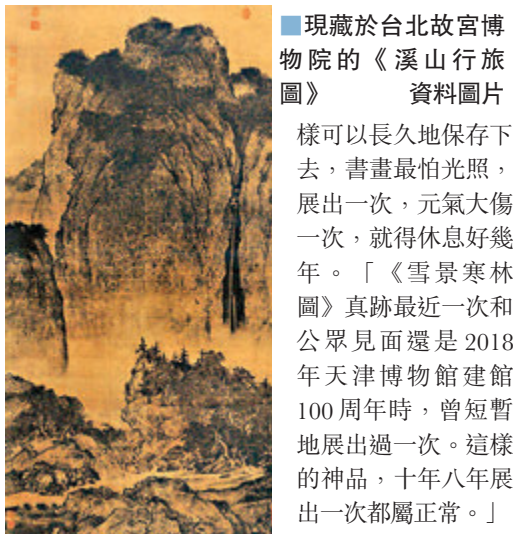 ■現藏於台北故宮博
物院的《溪山行旅
圖》 資料圖片
樣可以長久地保存下
去，書畫最怕光照，
展出一次，元氣大傷
一次，就得休息好幾
年。「《雪景寒林
圖》真跡最近一次和
公眾見面還是2018
年天津博物館建館
100周年時，曾短暫
地展出過一次。這樣
的神品，十年八年展
出一次都屬正常。」